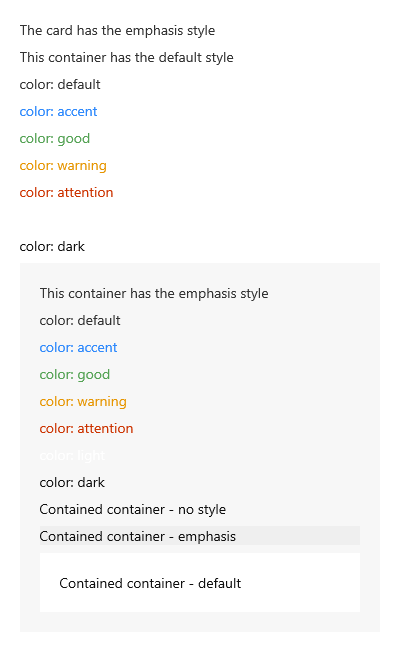 The card has the emphasis style
This container has the default style
color: default
color: accent
color: good
color: warning
color: attention
color: dark
This container has the emphasis style
color: default
color: accent
color: good
color: warning
color: attention
color: light
color: dark
Contained container - no style
Contained container - emphasis
Contained container - default